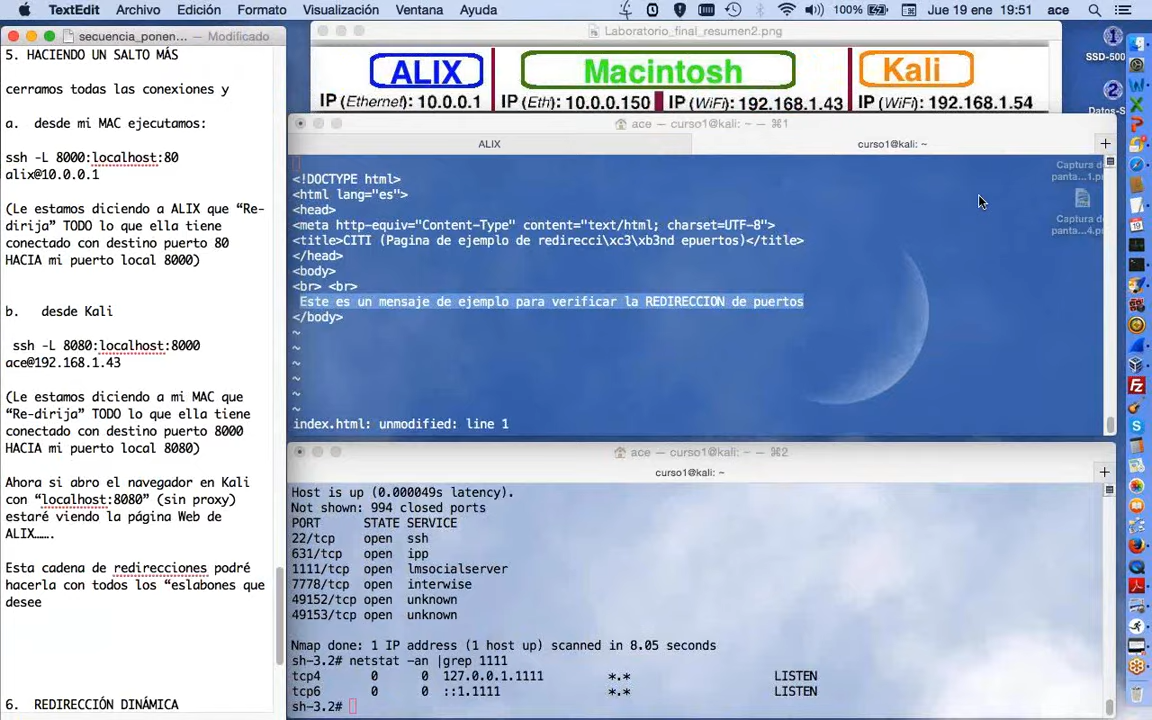 TextEdit Archivo Edición Formato Visualización Ventana Ayuda 100% Jue 19 ene 19:51 ace
secuencia_ponen... — Modificado
5. HACIENDO UN SALTO MÁS
cerramos todas las conexiones y
a. desde mi MAC ejecutamos:
ssh -L 8000:localhost:80
alix@10.0.0.1
(Le estamos diciendo a ALIX que “Re-
dirija” TODO lo que ella tiene
conectado con destino puerto 80
HACIA mi puerto local 8000)
b. desde Kali
ssh -L 8080:localhost:8000
ace@192.168.1.43
(Le estamos diciendo a mi MAC que
“Re-dirija” TODO lo que ella tiene
conectado con destino puerto 8000
HACIA mi puerto local 8080)
Ahora si abro el navegador en Kali
con “localhost:8080” (sin proxy)
estaré viendo la página Web de
ALIX…….
Esta cadena de redirecciones podré
hacerla con todos los “eslabones que
desee
6. REDIRECCIÓN DINÁMICA
Laboratorio_final_resumen2.png
ALIX Macintosh Kali
IP (Ethernet): 10.0.0.1 IP (Eth): 10.0.0.150 IP (WiFi): 192.168.1.43 IP (WiFi): 192.168.1.54
SSD-500
Datos-S
ace — curso1@kali: ~ — ⌘1
ALIX curso1@kali: ~ +
Captura de
panta...1.p
Captura de
panta...4.p
<!DOCTYPE html>
<html lang="es">
<head>
<meta http-equiv="Content-Type" content="text/html; charset=UTF-8">
<title>CITI (Pagina de ejemplo de redirecci\xc3\xb3nd epuertos)</title>
</head>
<body>
<br> <br>
Este es un mensaje de ejemplo para verificar la REDIRECCION de puertos
</body>
~
~
~
~
~
~
index.html: unmodified: line 1
ace — curso1@kali: ~ — ⌘2
curso1@kali: ~ +
Host is up (0.000049s latency).
Not shown: 994 closed ports
PORT STATE SERVICE
22/tcp open ssh
631/tcp open ipp
1111/tcp open lmsocialserver
7778/tcp open interwise
49152/tcp open unknown
49153/tcp open unknown
Nmap done: 1 IP address (1 host up) scanned in 8.05 seconds
sh-3.2# netstat -an |grep 1111
tcp4 0 0 127.0.0.1.1111 *.* LISTEN
tcp6 0 0 ::1.1111 *.* LISTEN
sh-3.2#